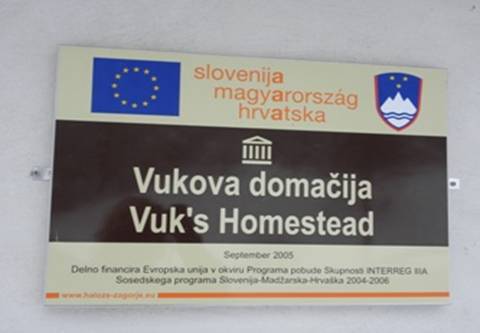 slovenija
magyarország
hrvatska
Vukova domačija
Vuk's Homestead
September 2005
Delno financira Evropska unija v okviru Programa pobude Skupnosti INTERREG IIIA
Sosedskega programa Slovenija-Madžarska-Hrvaška 2004-2006
www.haloze-zagorje.eu